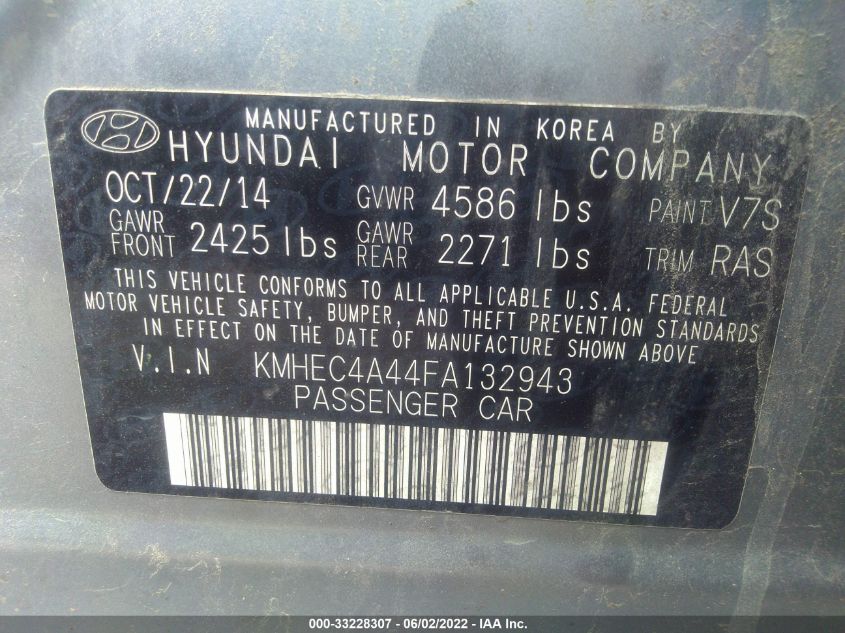 MANUFACTURED IN KOREA BY
HYUNDAI MOTOR COMPANY
OCT/22/14 GVWR 4586 lbs PAINT V7S
GAWR FRONT 2425 lbs GAWR REAR 2271 lbs TRIM RAS
THIS VEHICLE CONFORMS TO ALL APPLICABLE U.S.A. FEDERAL
MOTOR VEHICLE SAFETY, BUMPER, AND THEFT PREVENTION STANDARDS
IN EFFECT ON THE DATE OF MANUFACTURE SHOWN ABOVE
V.I.N KMHEC4A44FA132943
PASSENGER CAR
000-33228307 - 06/02/2022 - IAA Inc.